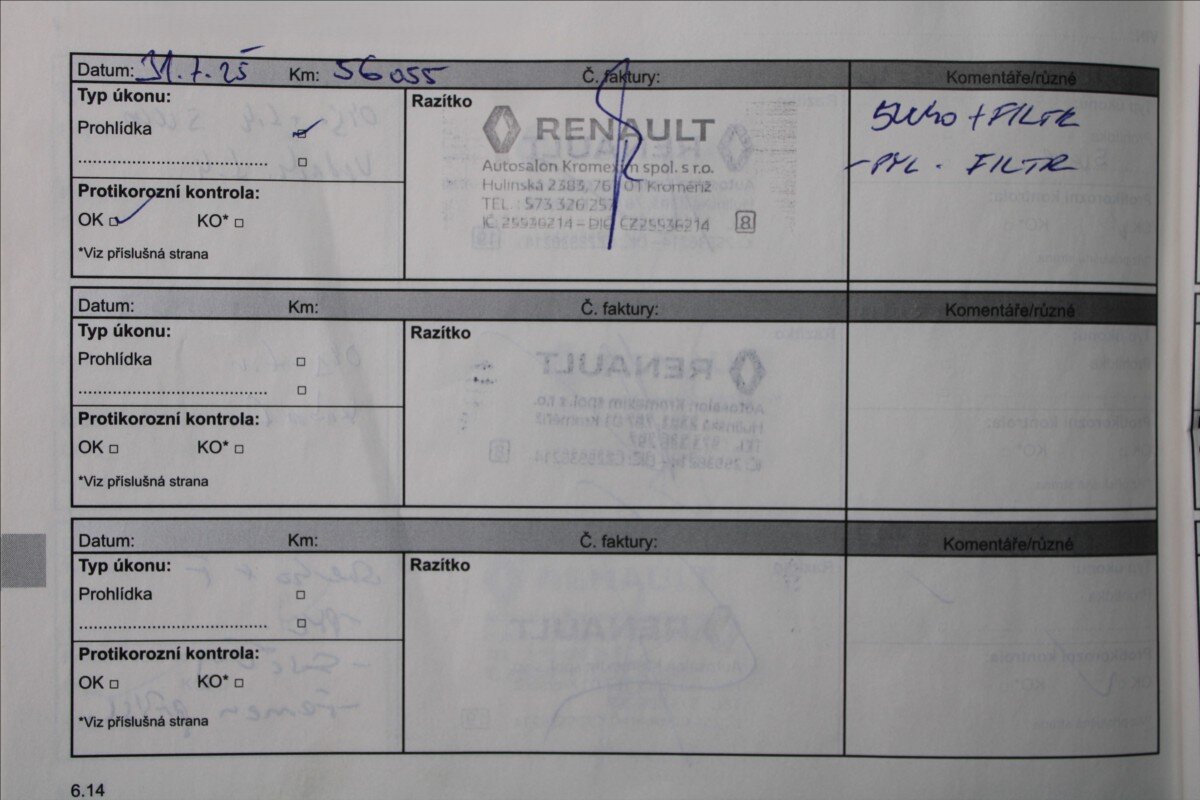 Datum: 31.7.25 Km: 56055 Č. faktury: Komentáře/různé
Typ úkonu:
Prohlídka
Protikorozní kontrola:
OK KO*
*Viz příslušná strana
Razítko
RENAULT
Autosalon Kromexim spol. s r.o.
Hulínská 2383, 767 01 Kroměříž
TEL.: 573 326 257
IČ: 25536214 – DIČ: CZ25536214 8
+ FILTR
- PYL. FILTR
Datum: Km: Č. faktury: Komentáře/různé
Typ úkonu:
Prohlídka
Protikorozní kontrola:
OK KO*
*Viz příslušná strana
Razítko
Datum: Km: Č. faktury: Komentáře/různé
Typ úkonu:
Prohlídka
Protikorozní kontrola:
OK KO*
*Viz příslušná strana
Razítko
6.14